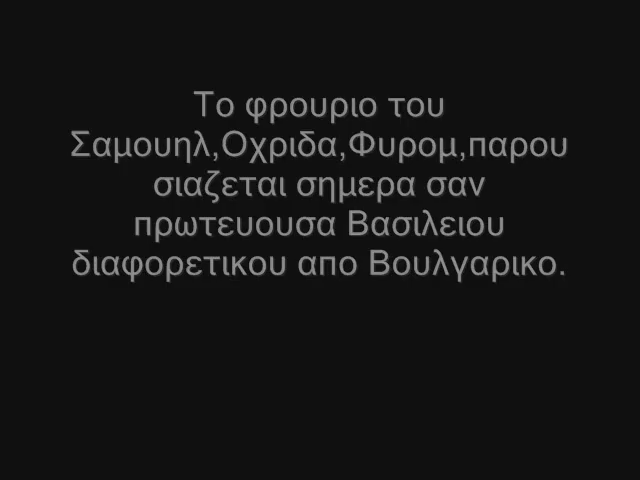 Το φρουριο του
Σαμουηλ,Οχριδα,Φυρομ,παρου
σιαζεται σημερα σαν
πρωτευουσα Βασιλειου
διαφορετικου απο Βουλγαρικο.